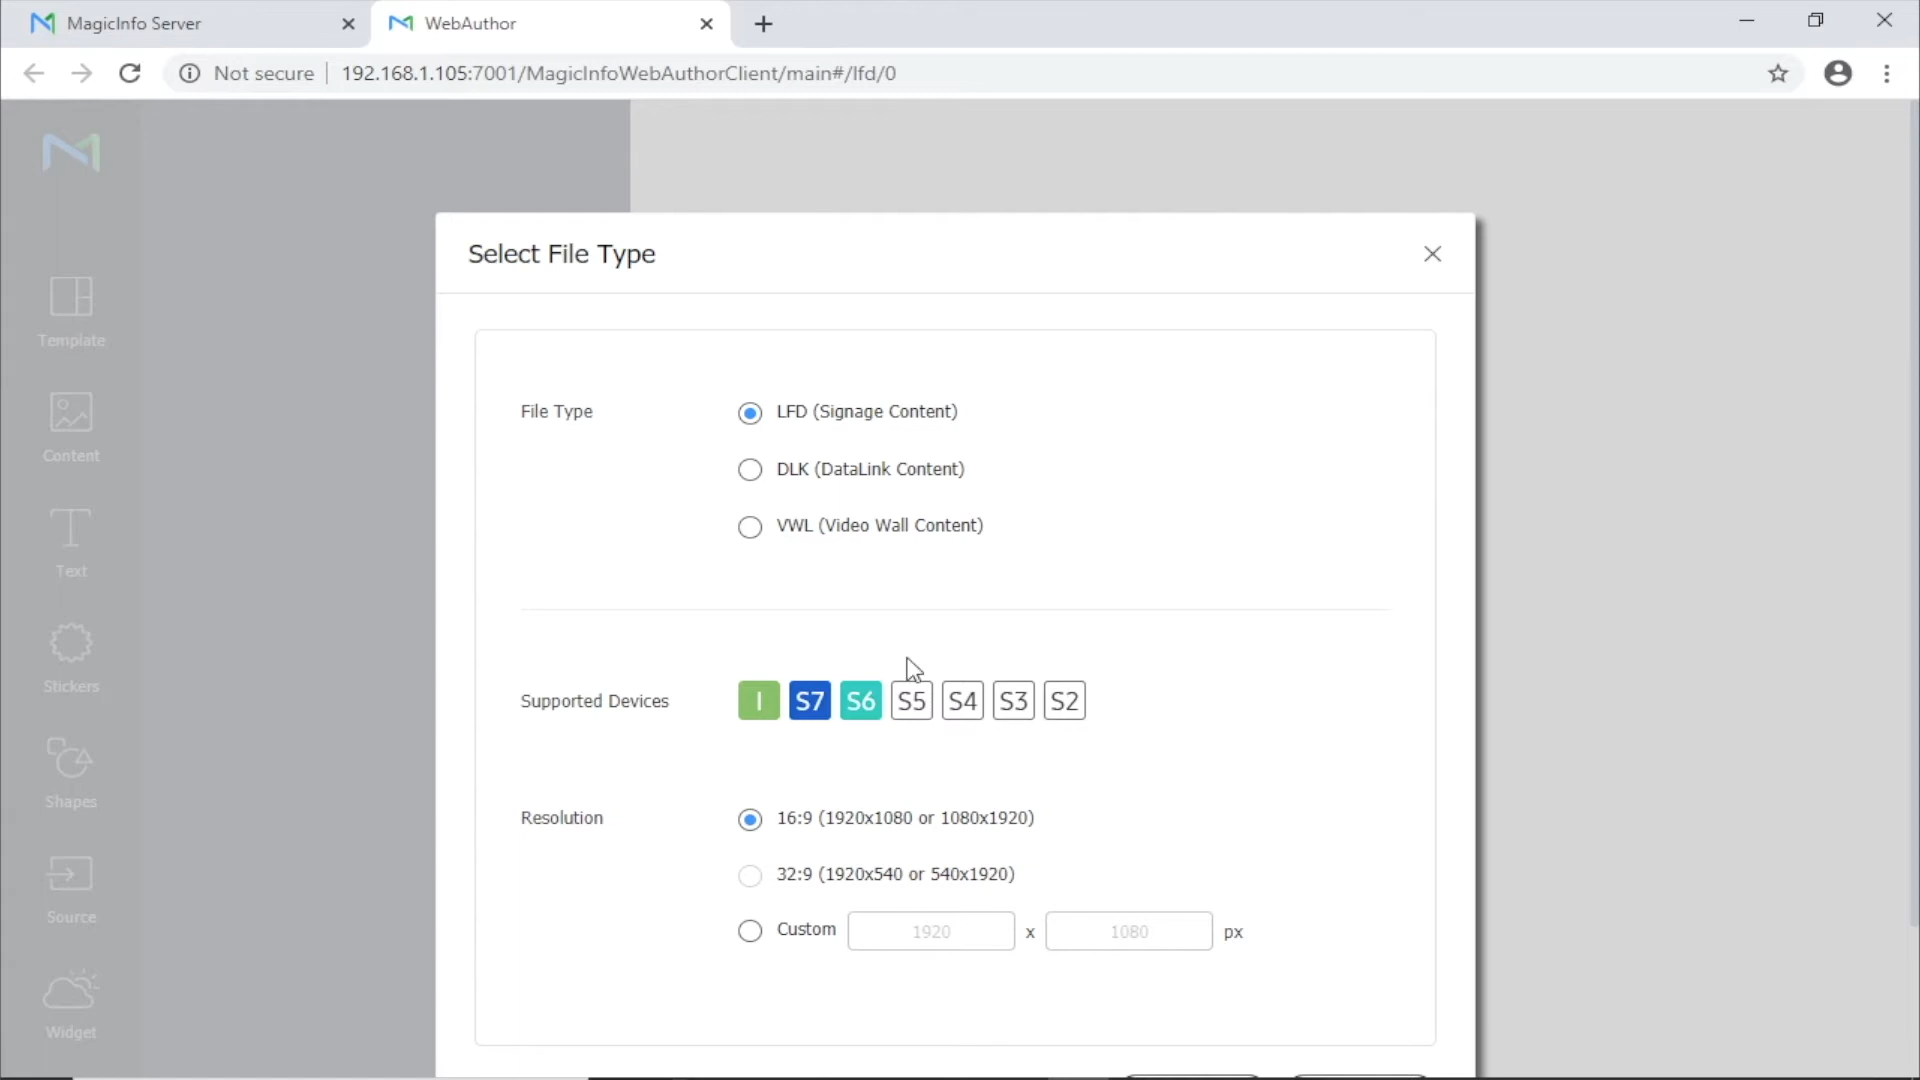 MagicInfo Server
WebAuthor
Not secure
192.168.1.105:7001/MagicInfoWebAuthorClient/main#/lfd/0
Template
Content
Text
Stickers
Shapes
Source
Widget
Select File Type
File Type
LFD (Signage Content)
DLK (DataLink Content)
VWL (Video Wall Content)
Supported Devices
I S7 S6 S5 S4 S3 S2
Resolution
16:9 (1920x1080 or 1080x1920)
32:9 (1920x540 or 540x1920)
Custom 1920 x 1080 px